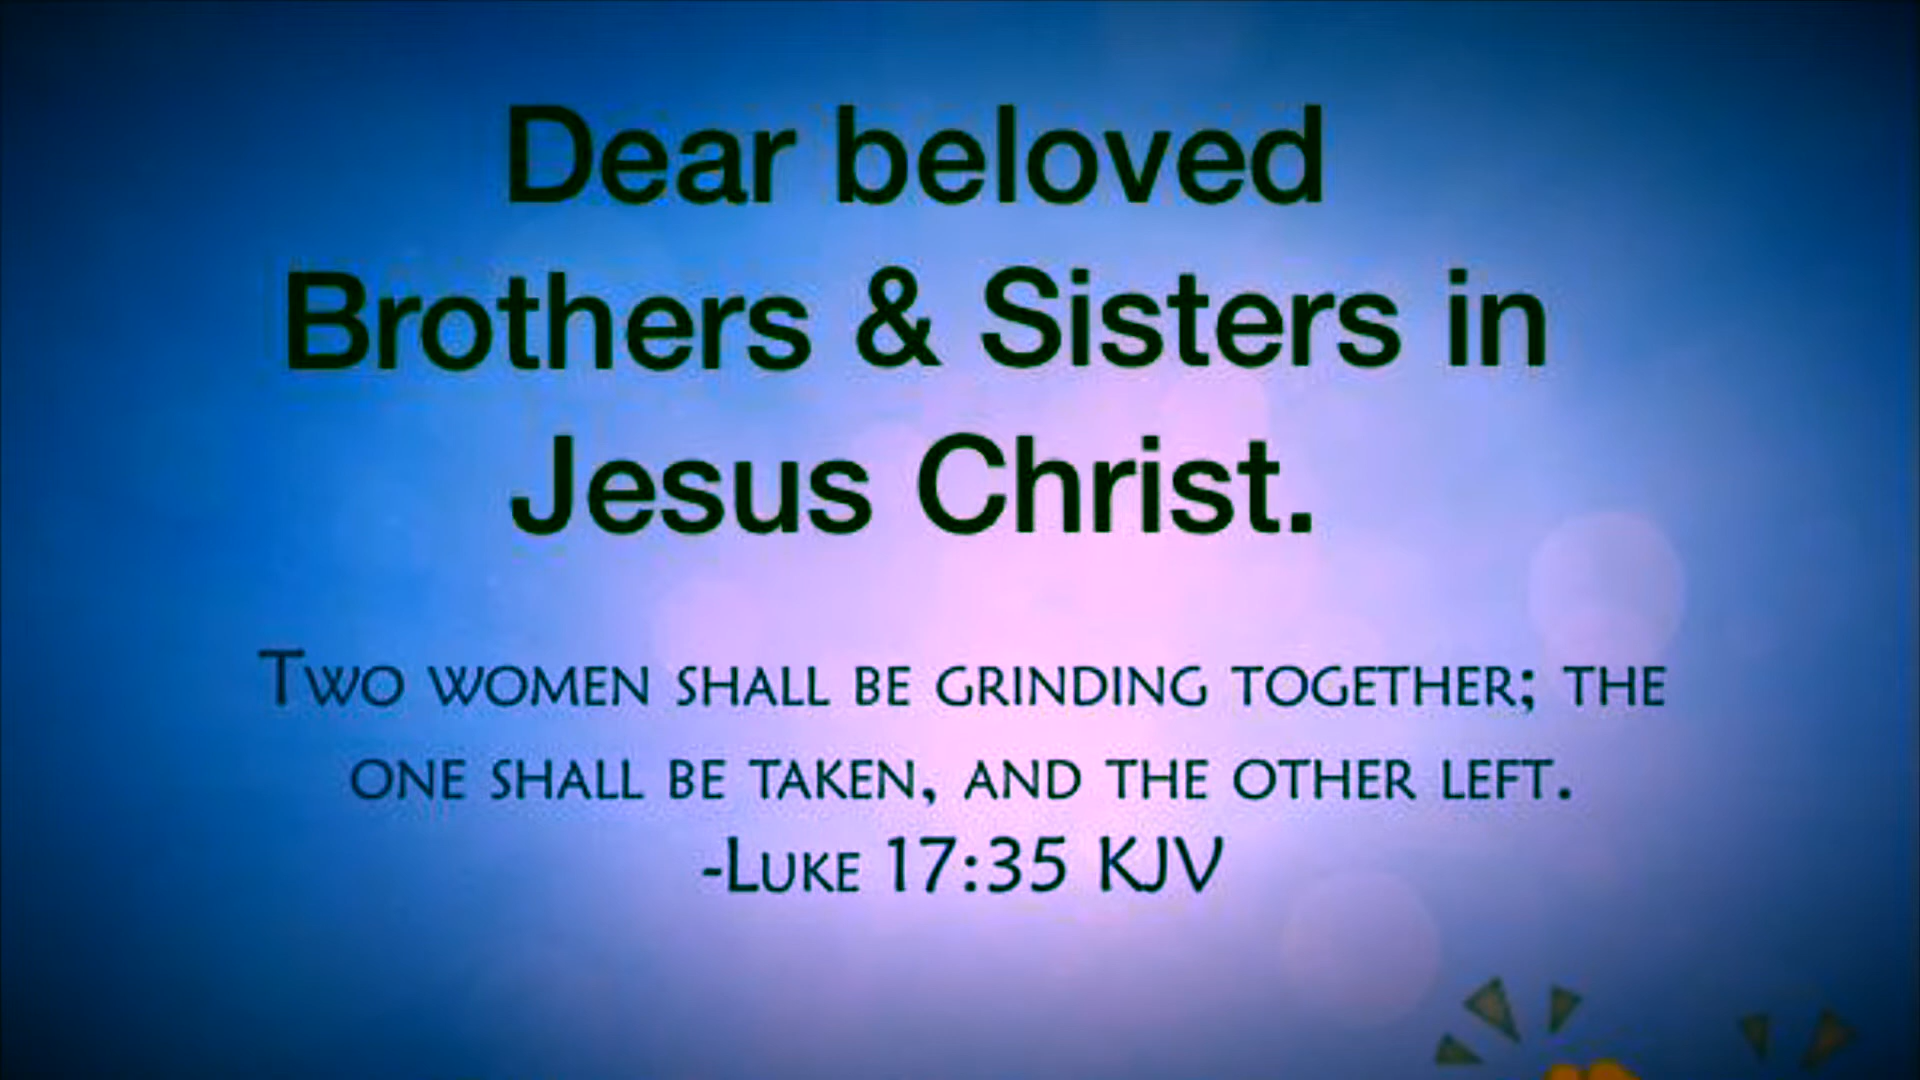 Dear beloved
Brothers & Sisters in
Jesus Christ.
Two women shall be grinding together; the
one shall be taken, and the other left.
-Luke 17:35 KJV